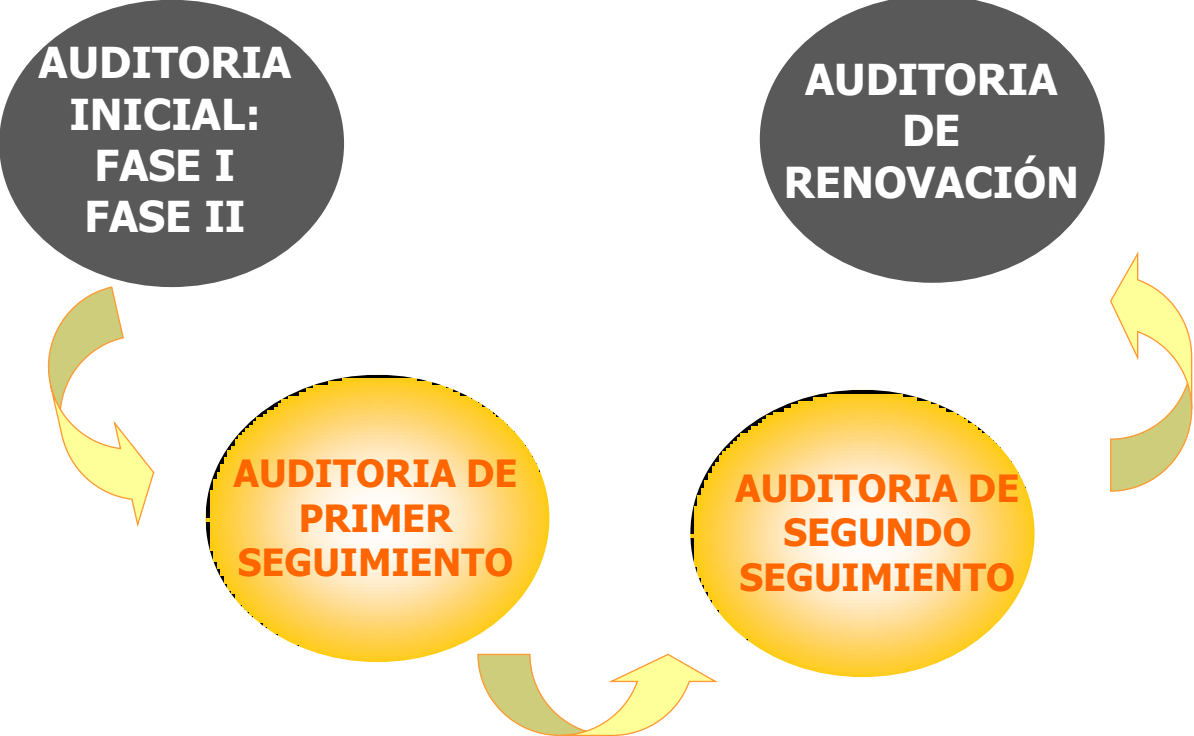 AUDITORIA
INICIAL:
FASE I
FASE II
AUDITORIA DE
PRIMER
SEGUIMIENTO
AUDITORIA DE
SEGUNDO
SEGUIMIENTO
AUDITORIA
DE
RENOVACIÓN